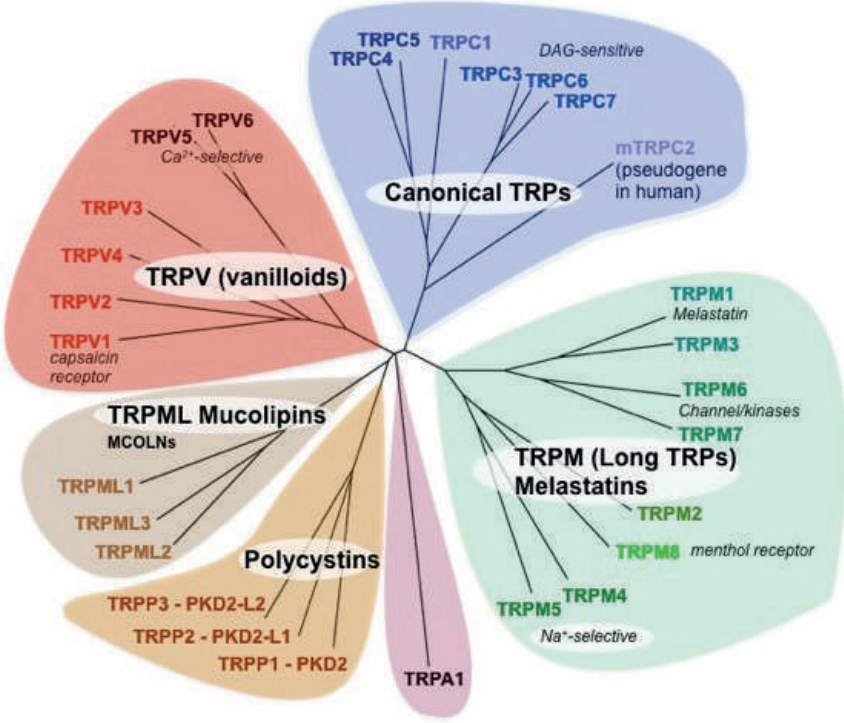 TRPC5
TRPC1
TRPC4
DAG-sensitive
TRPC3
TRPC6
TRPC7
mTRPC2
(pseudogene
in human)
Canonical TRPs
TRPV6
TRPV5
Ca²⁺-selective
TRPV3
TRPV4
TRPV (vanilloids)
TRPV2
TRPV1
capsaicin
receptor
TRPM1
Melastatin
TRPM3
TRPM6
Channel/kinases
TRPM7
TRPM (Long TRPs)
Melastatins
TRPM2
TRPM8 menthol receptor
TRPM4
TRPM5
Na⁺-selective
TRPML Mucolipins
MCOLNs
TRPML1
TRPML3
TRPML2
Polycystins
TRPP3 - PKD2-L2
TRPP2 - PKD2-L1
TRPP1 - PKD2
TRPA1